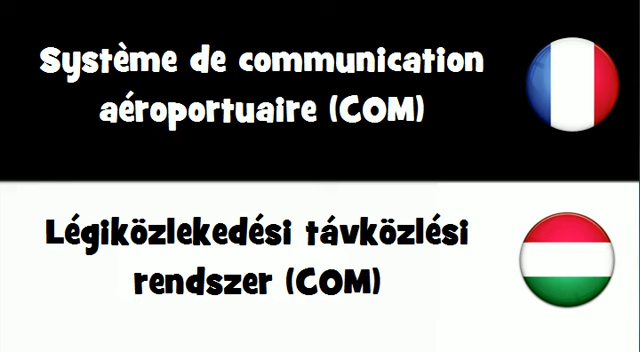 Système de communication
aéroportuaire (COM)
Légiközlekedési távközlési
rendszer (COM)